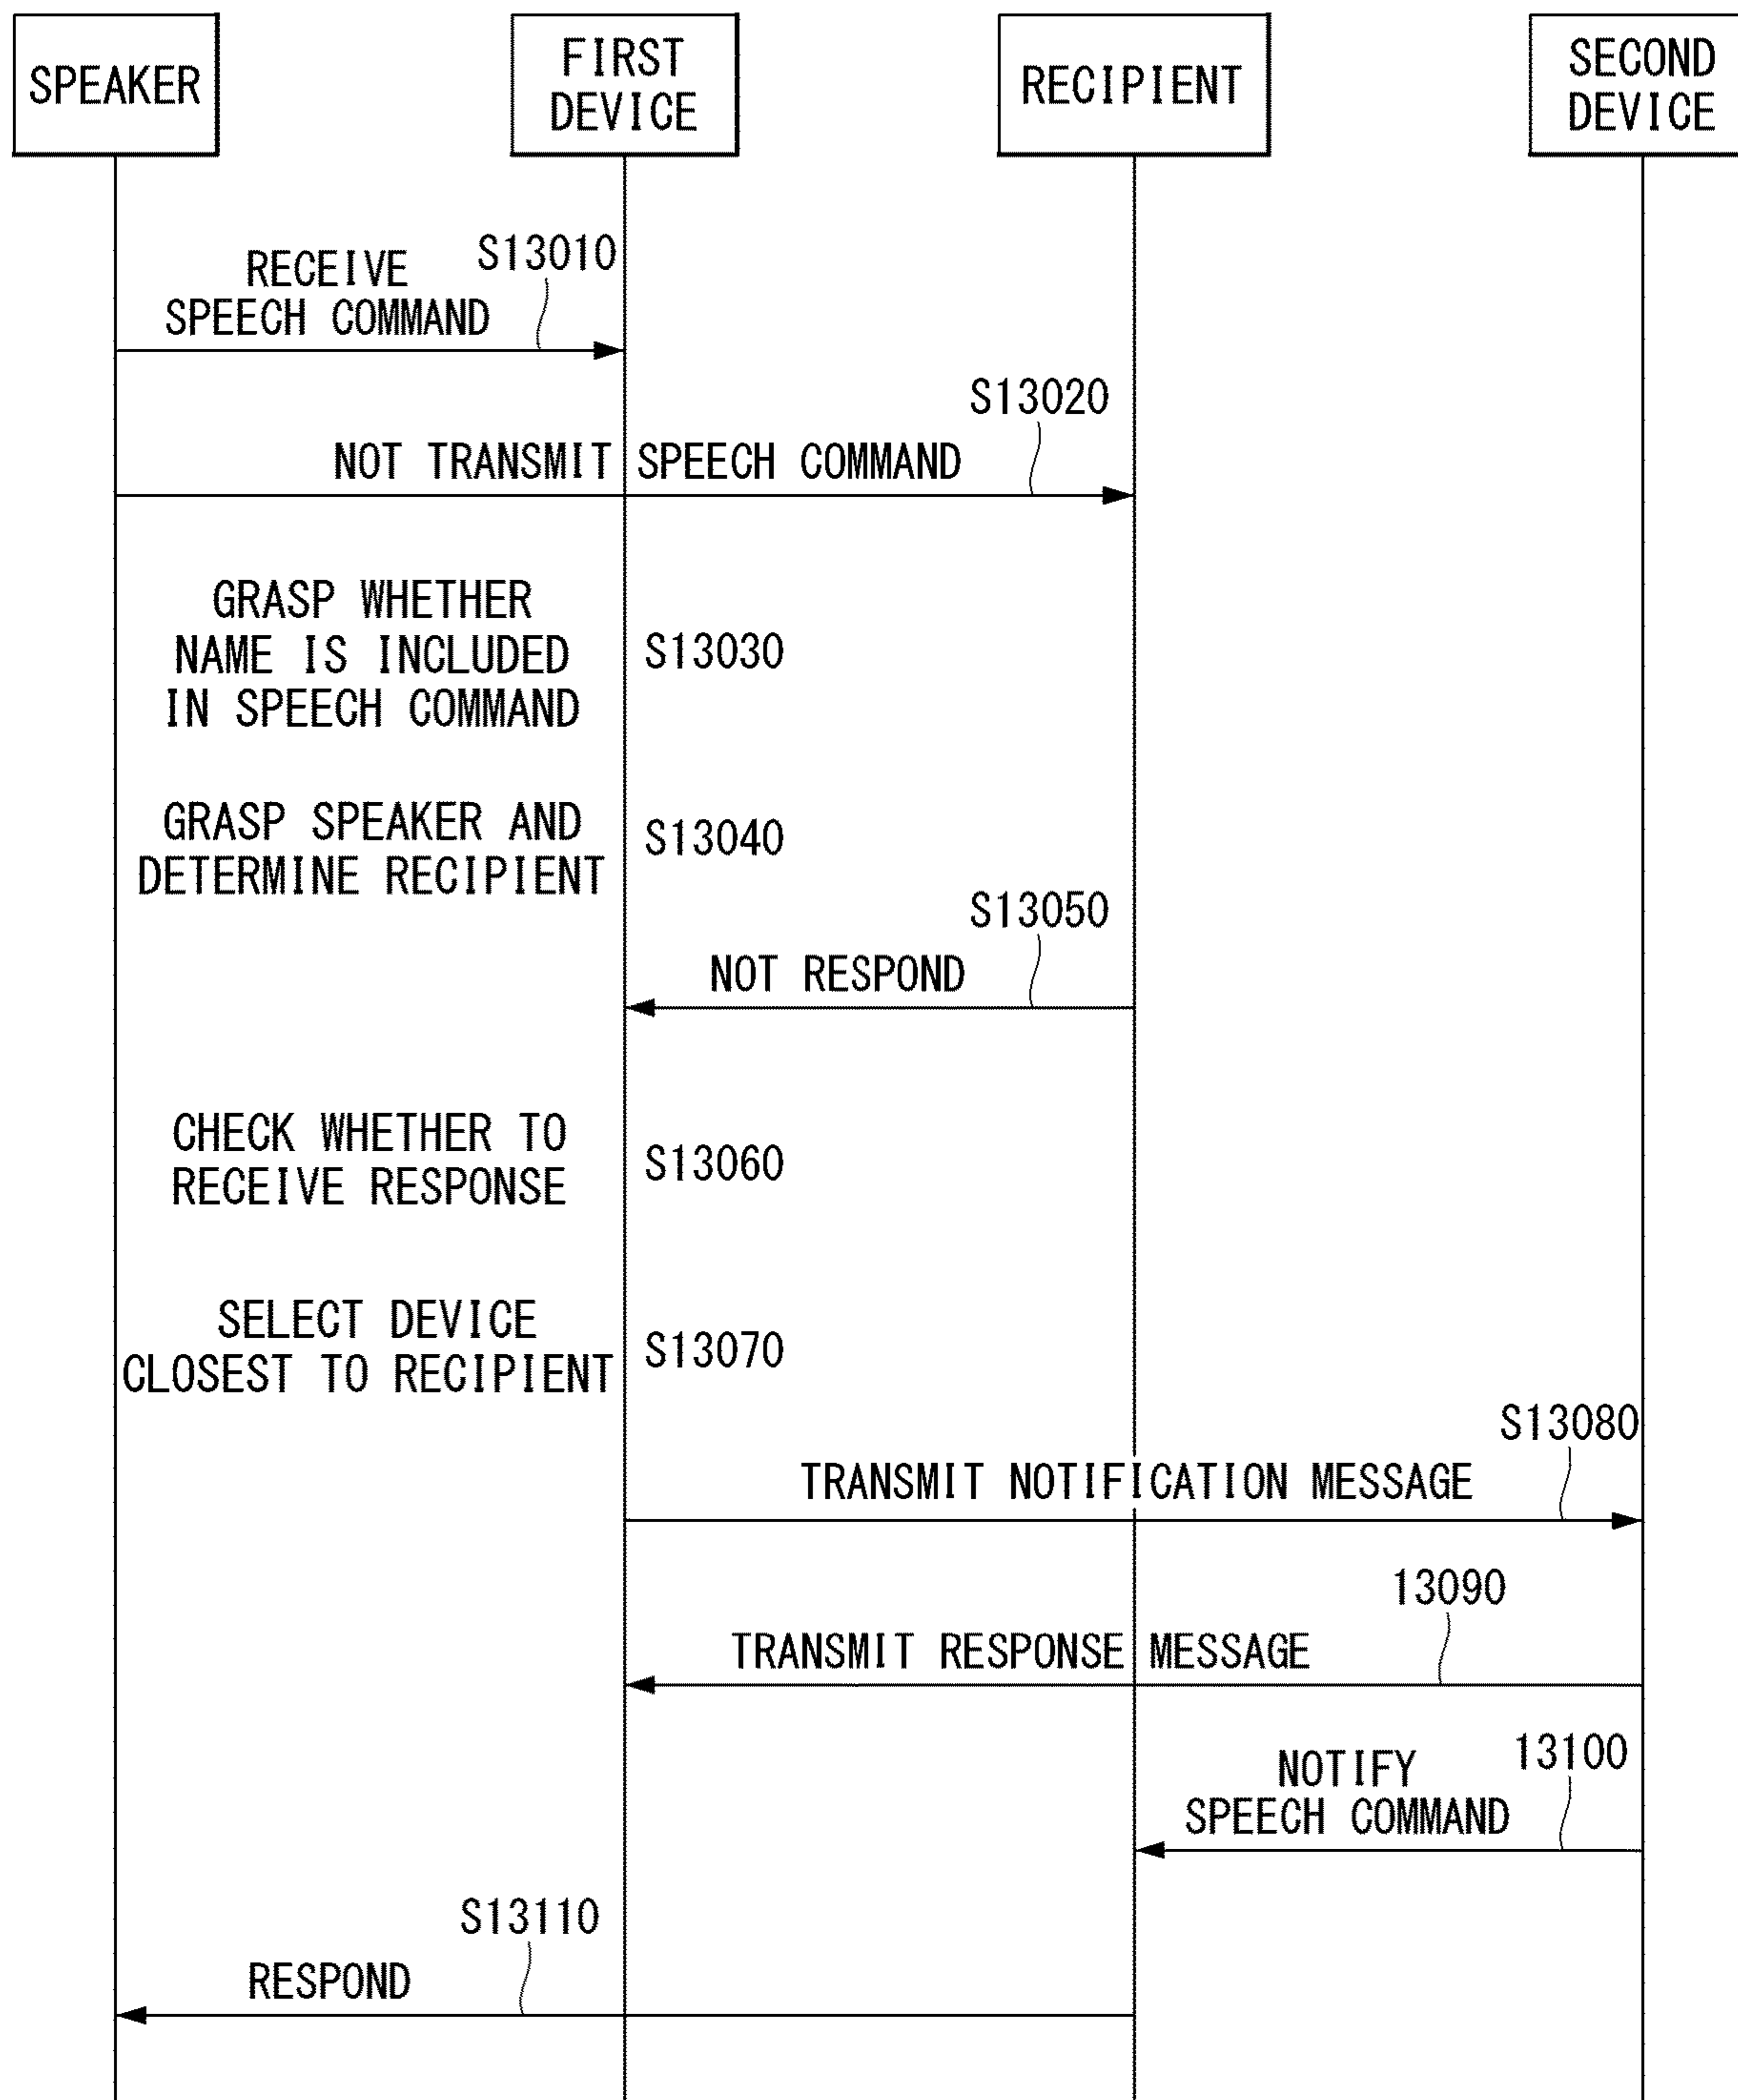 SPEAKER
FIRST
DEVICE
RECIPIENT
SECOND
DEVICE
S13010
RECEIVE
SPEECH COMMAND
S13020
NOT TRANSMIT SPEECH COMMAND
GRASP WHETHER
NAME IS INCLUDED
IN SPEECH COMMAND
S13030
GRASP SPEAKER AND
DETERMINE RECIPIENT
S13040
S13050
NOT RESPOND
CHECK WHETHER TO
RECEIVE RESPONSE
S13060
SELECT DEVICE
CLOSEST TO RECIPIENT
S13070
S13080
TRANSMIT NOTIFICATION MESSAGE
13090
TRANSMIT RESPONSE MESSAGE
13100
NOTIFY
SPEECH COMMAND
S13110
RESPOND